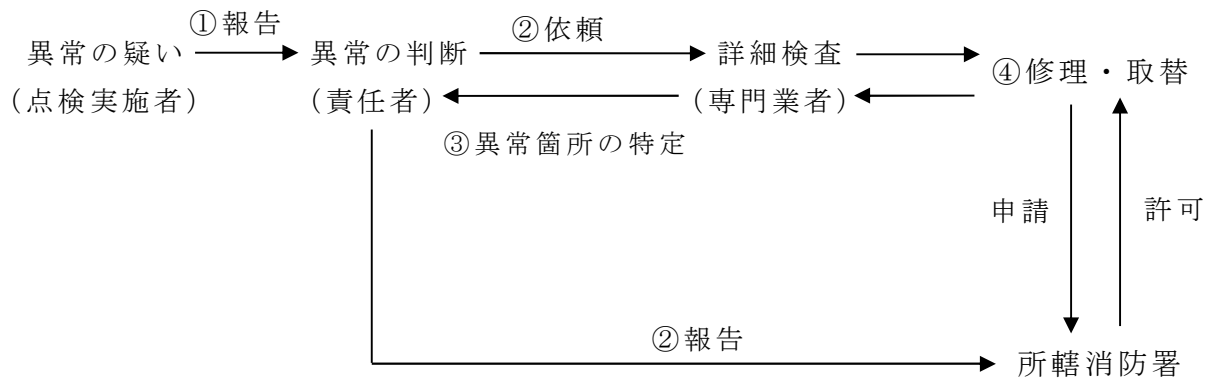 ①報告
②依頼
異常の疑い
異常の判断
詳細検査
④修理・取替
(点検実施者)
(責任者)
(専門業者)
③異常箇所の特定
申請
許可
②報告
所轄消防署